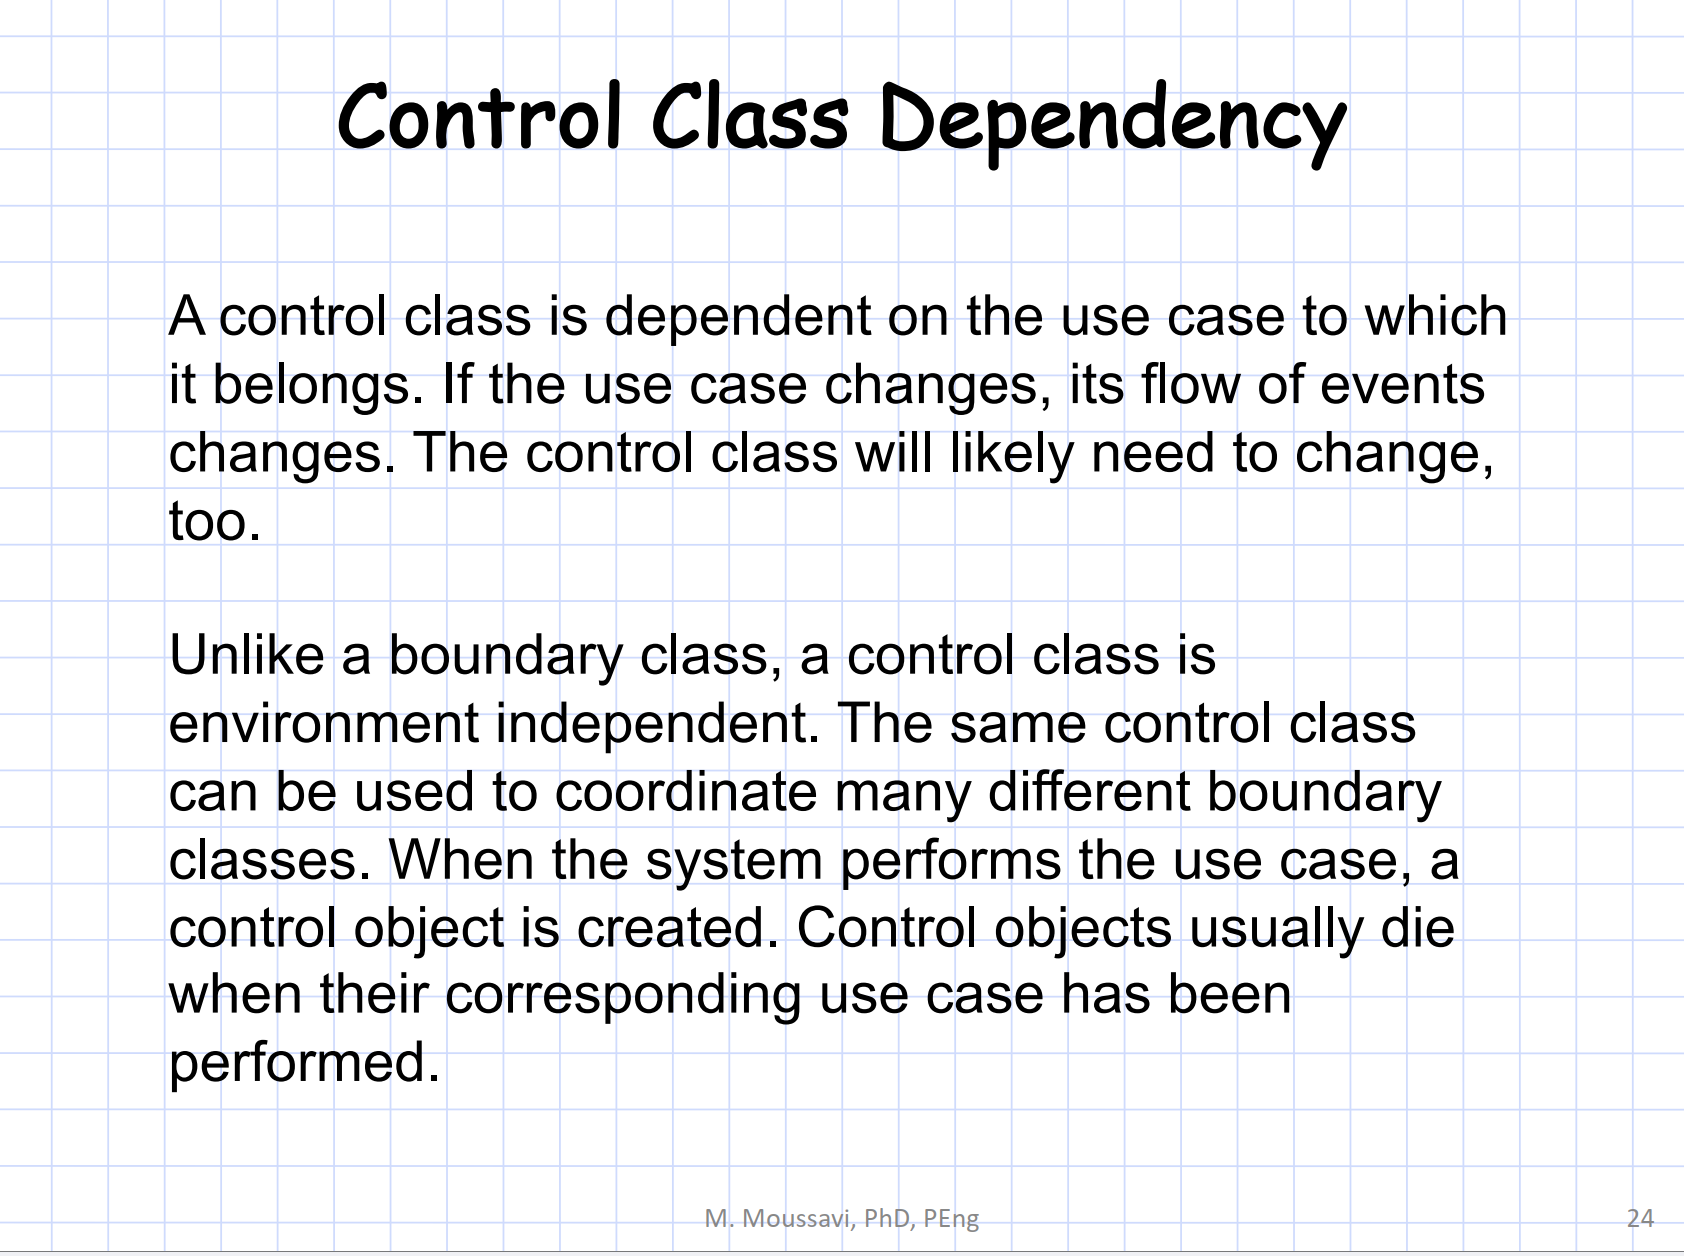 Control Class Dependency
A control class is dependent on the use case to which
it belongs. If the use case changes, its flow of events
changes. The control class will likely need to change,
too.
Unlike a boundary class, a control class is
environment independent. The same control class
can be used to coordinate many different boundary
classes. When the system performs the use case, a
control object is created. Control objects usually die
when their corresponding use case has been
performed.
M. Moussavi, PhD, PEng
24